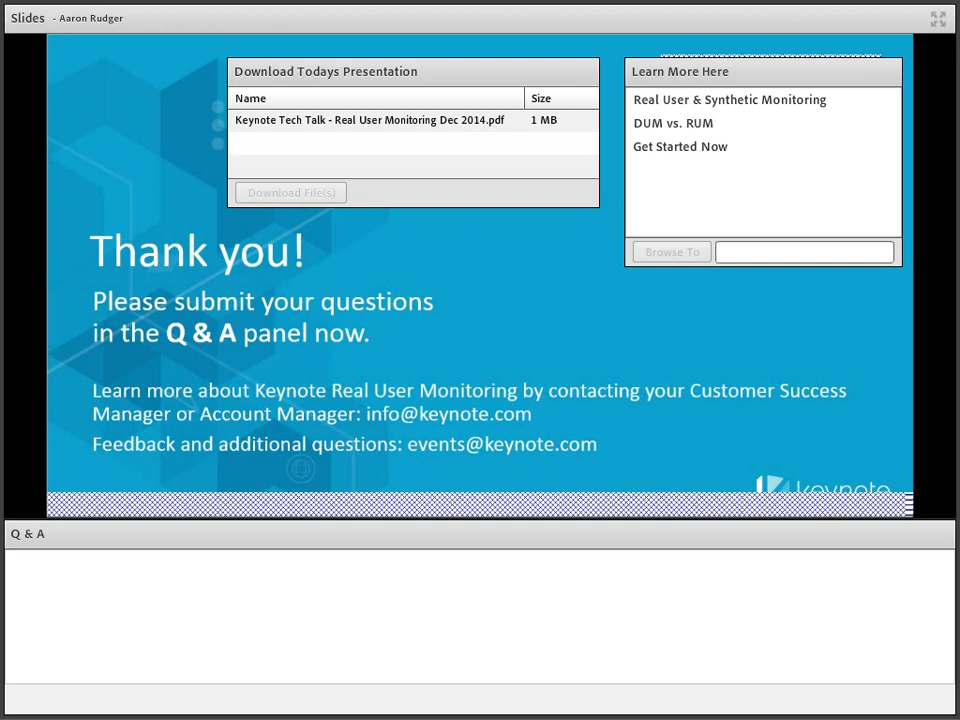 Slides - Aaron Rudger
Download Todays Presentation
Name Size
Keynote Tech Talk - Real User Monitoring Dec 2014.pdf 1 MB
Download File(s)
Learn More Here
Real User & Synthetic Monitoring
DUM vs. RUM
Get Started Now
Browse To
Thank you!
Please submit your questions
in the Q & A panel now.
Learn more about Keynote Real User Monitoring by contacting your Customer Success
Manager or Account Manager: info@keynote.com
Feedback and additional questions: events@keynote.com
keynote
Q & A